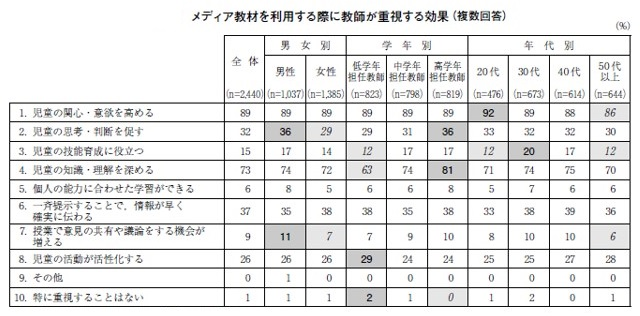 メディア教材を利用する際に教師が重視する効果（複数回答）
(%)
全体 男女別 学年別 年代別
男性 女性 低学年担任教師 中学年担任教師 高学年担任教師 20代 30代 40代 50代以上
(n=2,440) (n=1,037) (n=1,385) (n=823) (n=798) (n=819) (n=476) (n=673) (n=614) (n=644)
1. 児童の関心・意欲を高める 89 89 89 89 89 89 92 89 88 86
2. 児童の思考・判断を促す 32 36 29 29 31 36 33 32 32 30
3. 児童の技能育成に役立つ 15 17 14 12 17 17 12 20 17 12
4. 児童の知識・理解を深める 73 74 72 63 74 81 71 74 75 70
5. 個人の能力に合わせた学習ができる 6 8 5 6 6 8 5 7 6 6
6. 一斉提示することで，情報が早く
確実に伝わる 37 35 38 38 35 38 33 38 39 36
7. 授業で意見の共有や議論をする機会が
増える 9 11 7 7 9 10 8 10 10 6
8. 児童の活動が活性化する 26 26 26 29 24 24 25 25 27 28
9. その他 0 1 0 0 0 0 0 0 0 0
10. 特に重視することはない 1 1 1 2 1 0 1 2 0 1